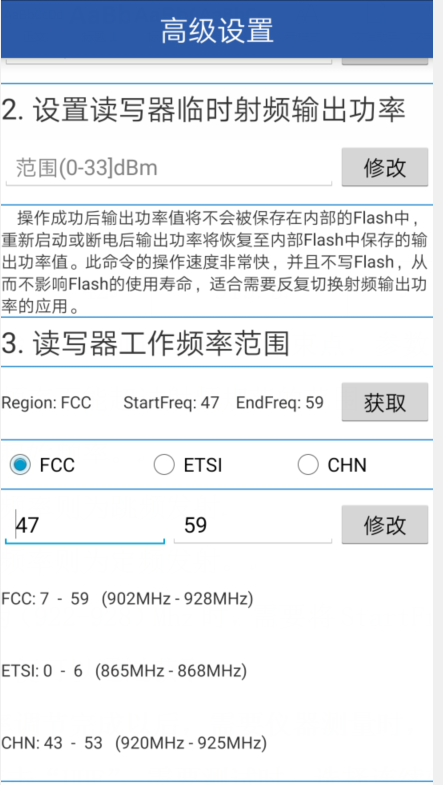 高级设置
2. 设置读写器临时射频输出功率
范围(0-33]dBm
修改
操作成功后输出功率值将不会被保存在内部的Flash中，
重新启动或断电后输出功率将恢复至内部Flash中保存的输
出功率值。此命令的操作速度非常快，并且不写Flash，从
而不影响Flash的使用寿命，适合需要反复切换射频输出功
率的应用。
3. 读写器工作频率范围
Region: FCC StartFreq: 47 EndFreq: 59 获取
FCC ETSI CHN
47 59 修改
FCC: 7 - 59 (902MHz - 928MHz)
ETSI: 0 - 6 (865MHz - 868MHz)
CHN: 43 - 53 (920MHz - 925MHz)